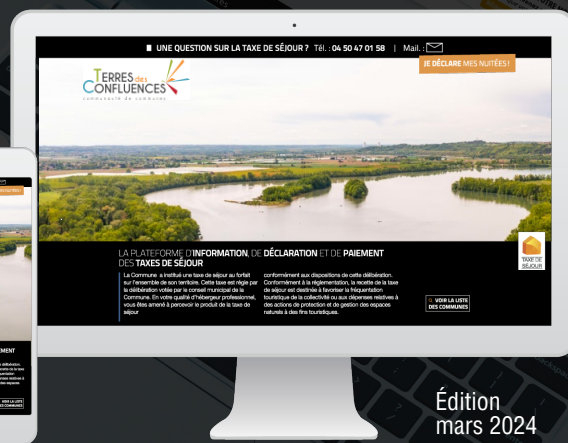 UNE QUESTION SUR LA TAXE DE SÉJOUR ? Tél. : 04 50 47 01 58 | Mail. :
JE DÉCLARE MES NUITÉES !
TERRES des
CONFLUENCES
communauté de communes
LA PLATEFORME D'INFORMATION, DE DÉCLARATION ET DE PAIEMENT
DES TAXES DE SÉJOUR
La Commune a institué une taxe de séjour au forfait
sur l'ensemble de son territoire. Cette taxe est régie par
la délibération votée par le conseil municipal de la
Commune. En votre qualité d'hébergeur professionnel,
vous êtes amené à percevoir le produit de la taxe de
séjour
conformément aux dispositions de cette délibération.
Conformément à la réglementation, la recette de la taxe
de séjour est destinée à favoriser la fréquentation
touristique de la collectivité ou aux dépenses relatives à
des actions de protection et de gestion des espaces
naturels à des fins touristiques.
TAXE DE
SÉJOUR
VOIR LA LISTE
DES COMMUNES
Édition
mars 2024